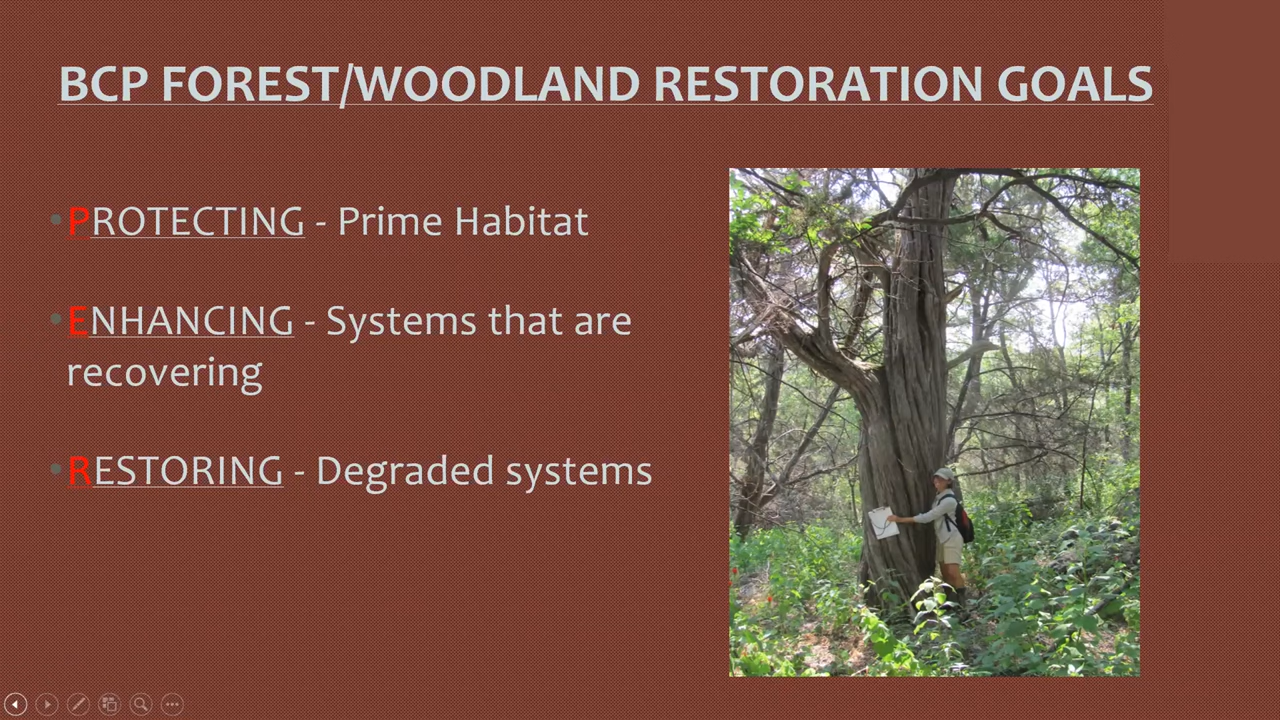 BCP FOREST/WOODLAND RESTORATION GOALS
•PROTECTING - Prime Habitat
•ENHANCING - Systems that are
recovering
•RESTORING - Degraded systems